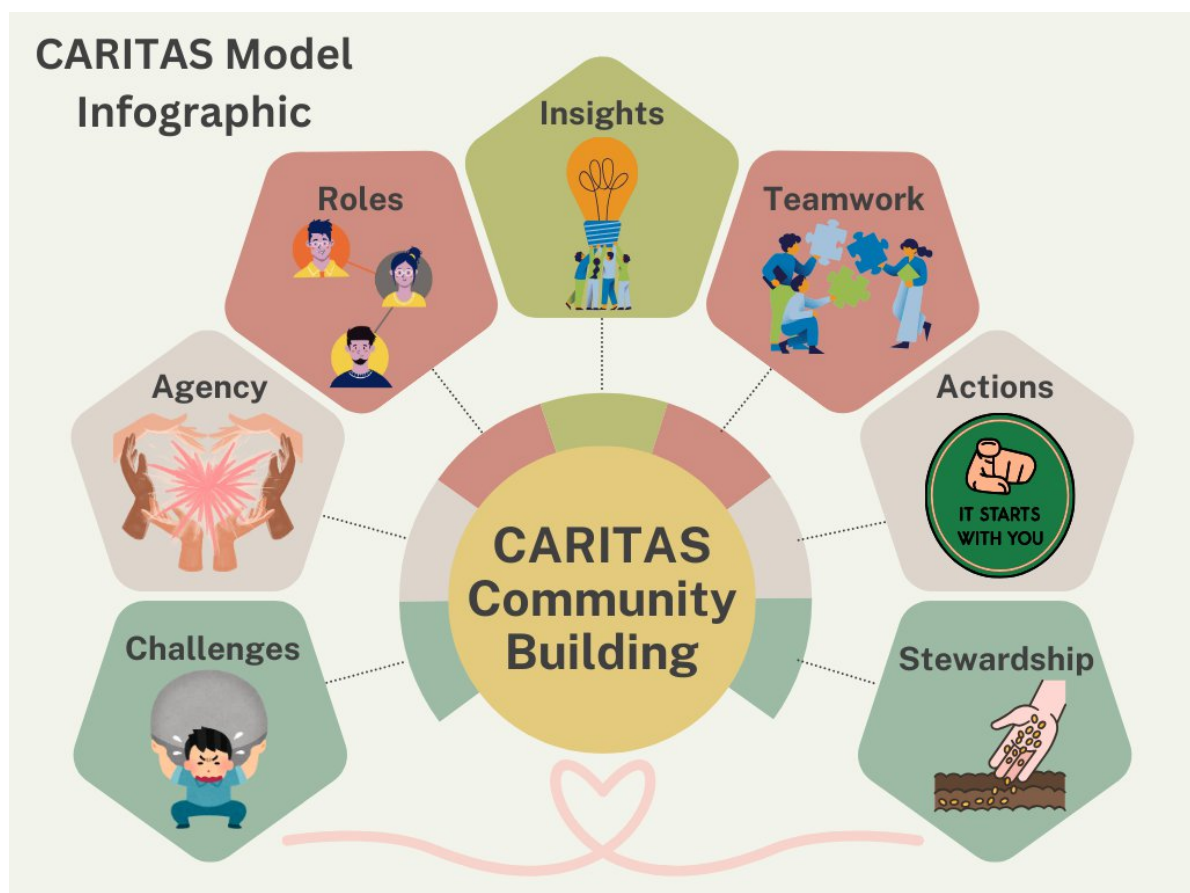 CARITAS Model
Infographic
Insights
Roles
Teamwork
Agency
Actions
IT STARTS
WITH YOU
CARITAS
Community
Building
Challenges
Stewardship